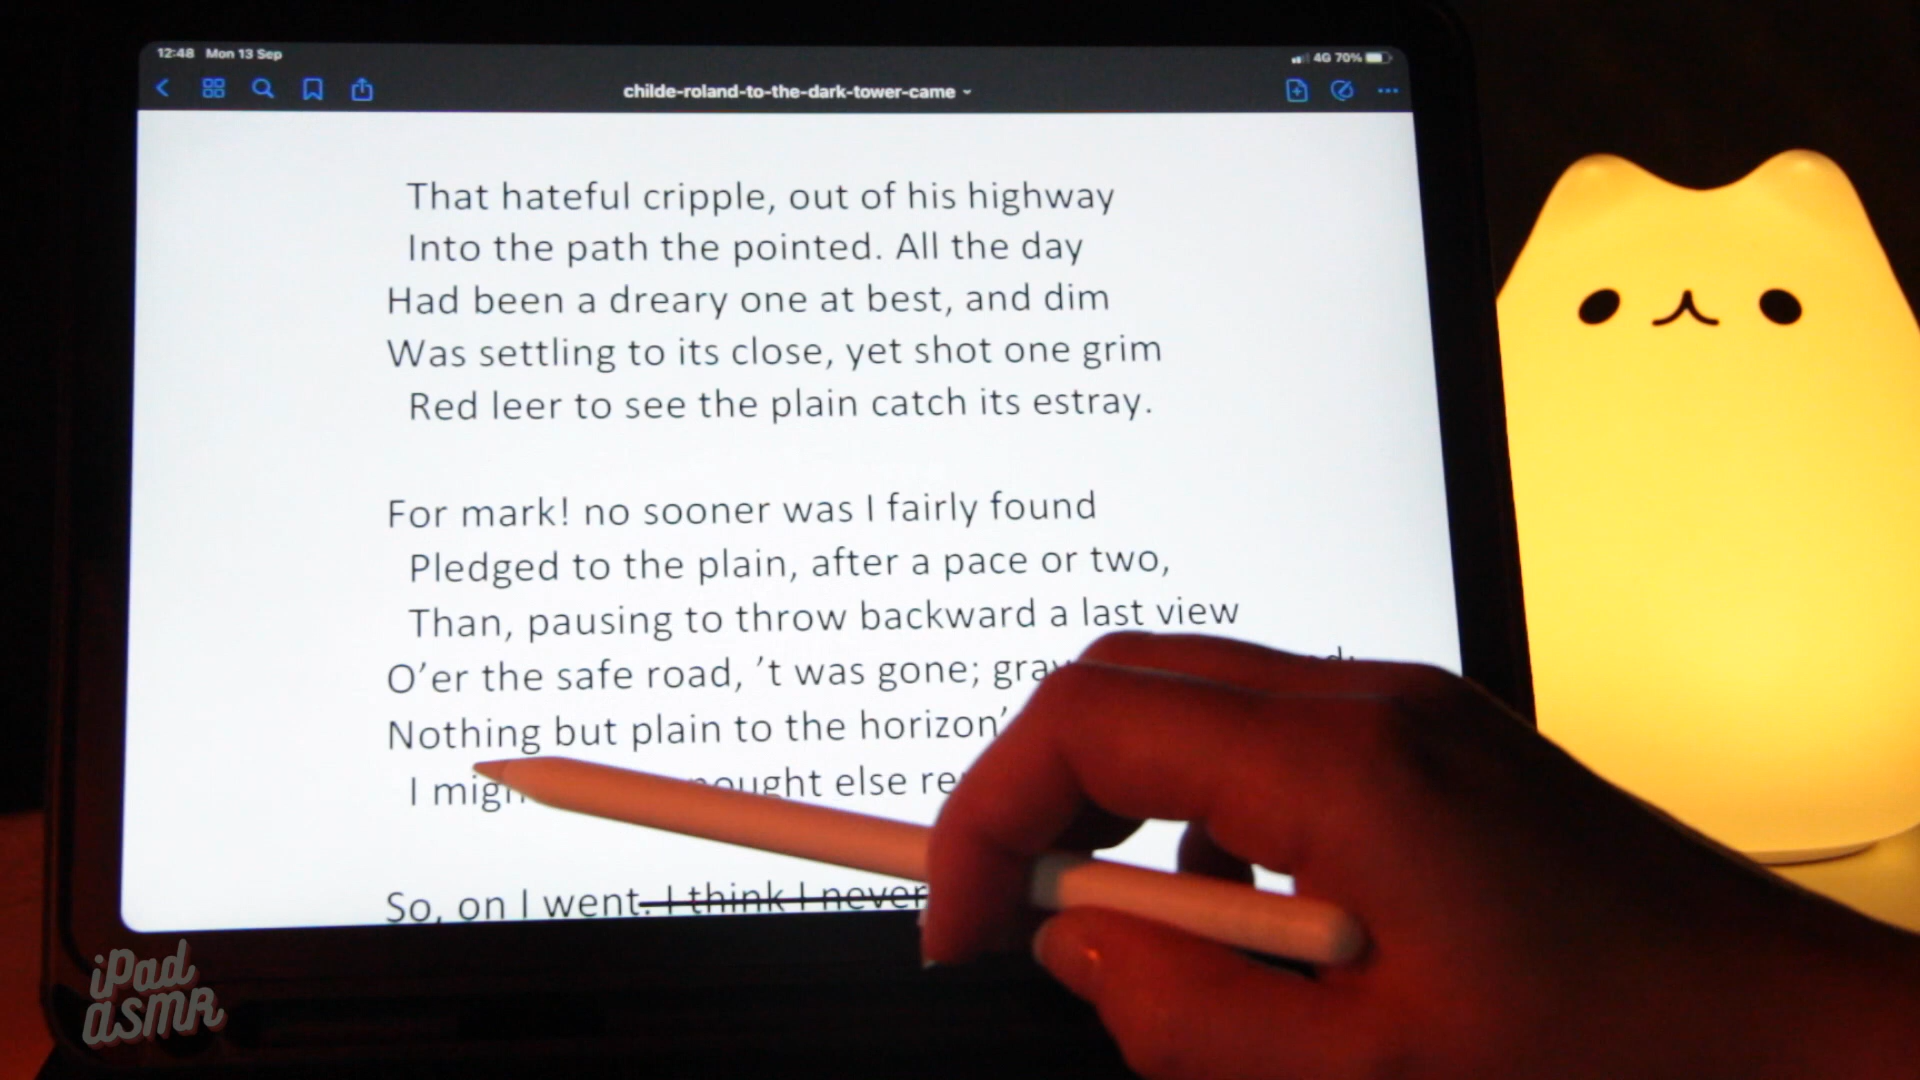 12:48 Mon 13 Sep
4G 70%
childe-roland-to-the-dark-tower-came
That hateful cripple, out of his highway
Into the path the pointed. All the day
Had been a dreary one at best, and dim
Was settling to its close, yet shot one grim
Red leer to see the plain catch its estray.
For mark! no sooner was I fairly found
Pledged to the plain, after a pace or two,
Than, pausing to throw backward a last view
O’er the safe road, ’t was gone;
Nothing but plain to the horizon’
I else
So, on I went. I think I never
iPad
ASMR